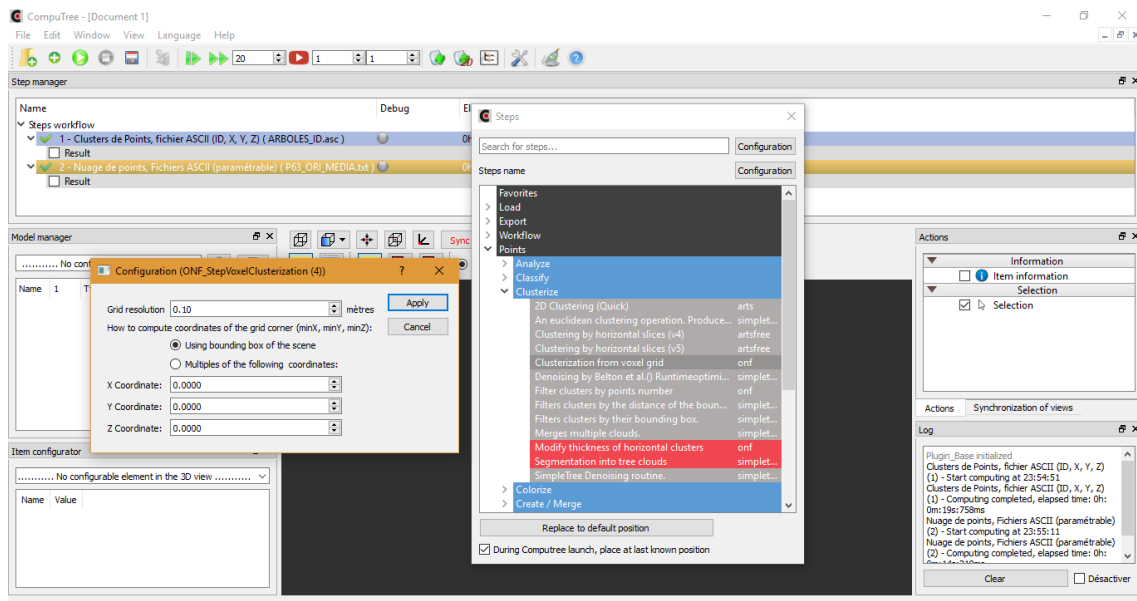 CompuTree - [Document 1]
File Edit Window View Language Help
20 1 1
Step manager
Name Debug El
Steps workflow
1 - Clusters de Points, fichier ASCII (ID, X, Y, Z) ( ARBOLES_ID.asc ) 0h
Result
2 - Nuage de points, Fichiers ASCII (paramétrable) ( P63_ORI_MEDIA.txt ) 0h
Result
Model manager
Sync
........... No conf
Name 1 T
Configuration (ONF_StepVoxelClusterization (4)) ?
Grid resolution 0.10 mètres Apply
How to compute coordinates of the grid corner (minX, minY, minZ): Cancel
Using bounding box of the scene
Multiples of the following coordinates:
X Coordinate: 0.0000
Y Coordinate: 0.0000
Z Coordinate: 0.0000
Item configurator
........... No configurable element in the 3D view ...........
Name Value
Steps
Search for steps... Configuration
Steps name Configuration
Favorites
Load
Export
Workflow
Points
Analyze
Classify
Clusterize
2D Clustering (Quick) arts
An euclidean clustering operation. Produce... simplet...
Clustering by horizontal slices (v4) artsfree
Clustering by horizontal slices (v5) artsfree
Clusterization from voxel grid onf
Denoising by Belton et al.() Runtimeoptimi... simplet...
Filter clusters by points number onf
Filters clusters by the distance of the boun... simplet...
Filters clusters by their bounding box. simplet...
Merges multiple clouds. simplet...
Modify thickness of horizontal clusters onf
Segmentation into tree clouds simplet...
SimpleTree Denoising routine. simplet...
Colorize
Create / Merge
Replace to default position
During Computree launch, place at last known position
Actions
Information
Item information
Selection
Selection
Actions Synchronization of views
Log
Plugin_Base initialized
Clusters de Points, fichier ASCII (ID, X, Y, Z)
(1) - Start computing at 23:54:51
Clusters de Points, fichier ASCII (ID, X, Y, Z)
(1) - Computing completed, elapsed time: 0h:
0m:19s:758ms
Nuage de points, Fichiers ASCII (paramétrable)
(2) - Start computing at 23:55:11
Nuage de points, Fichiers ASCII (paramétrable)
(2) - Computing completed, elapsed time: 0h:
Clear Désactiver